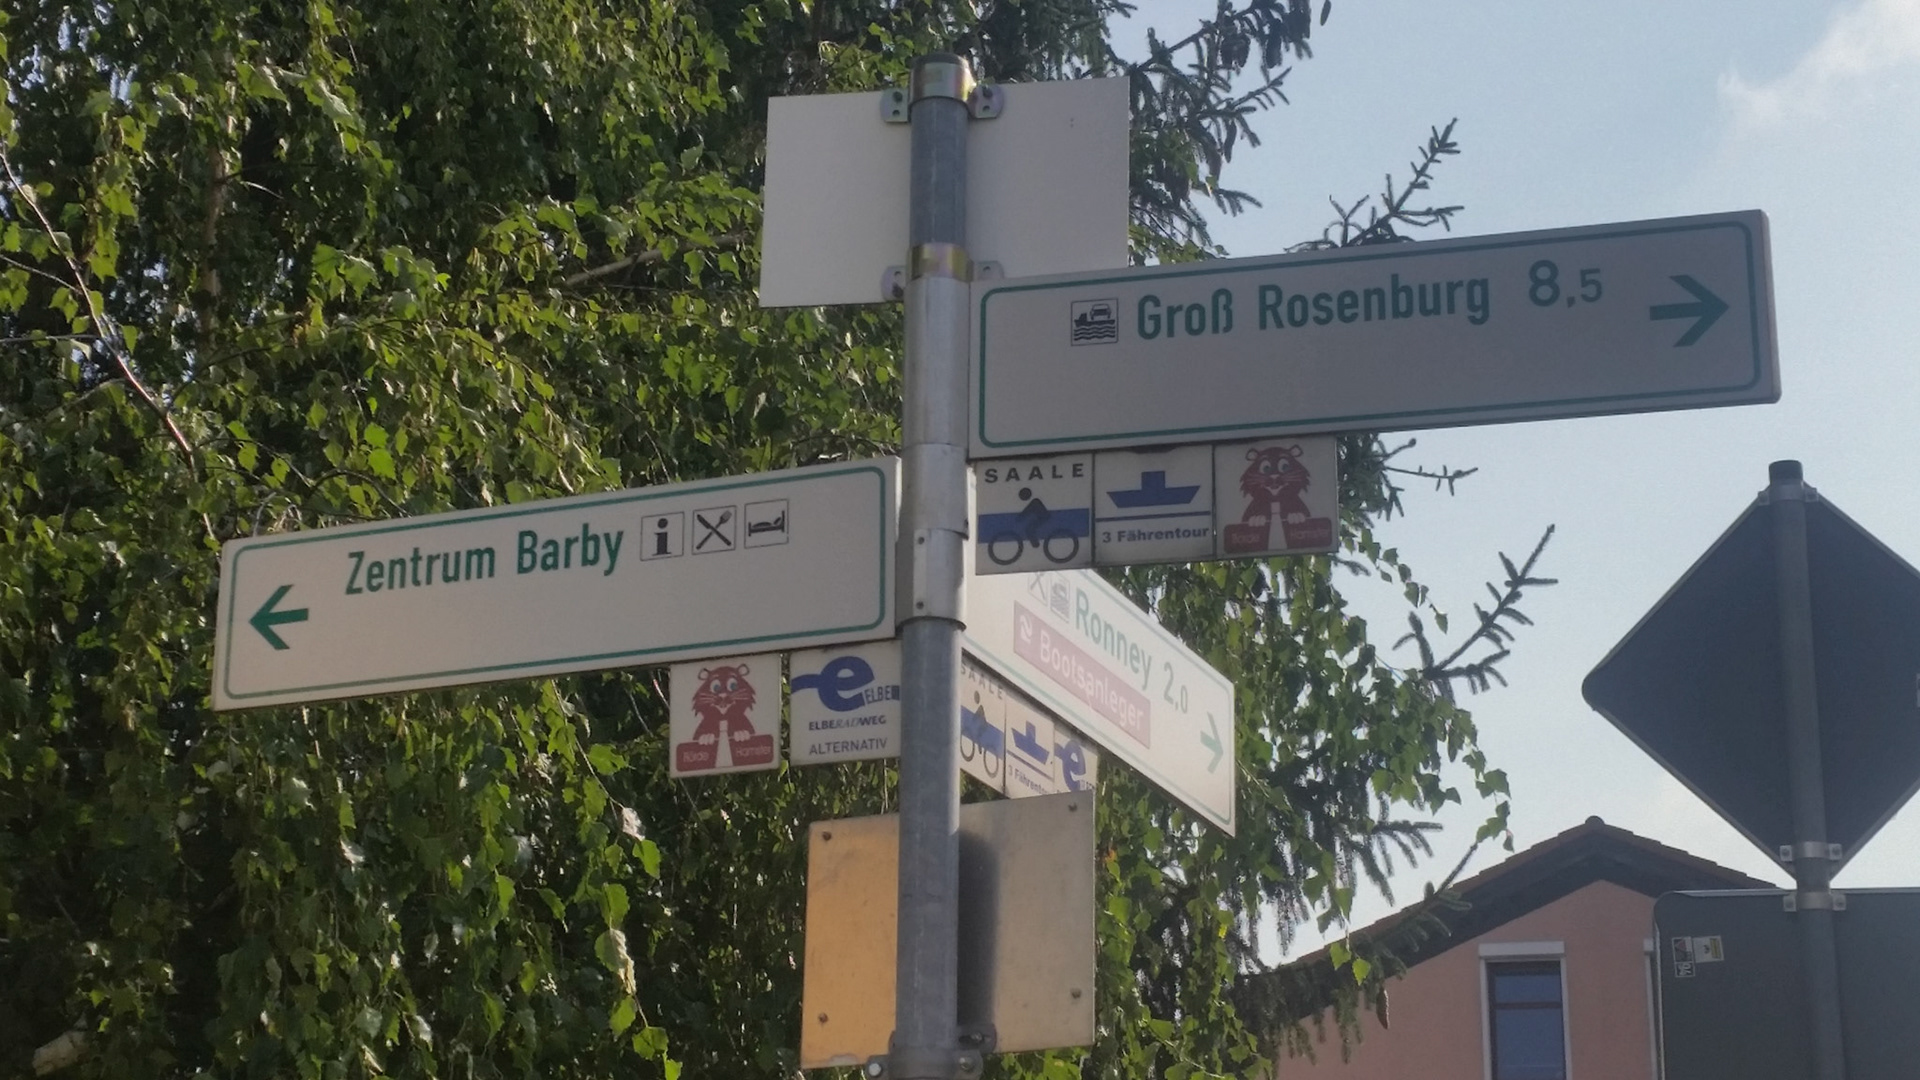 Groß Rosenburg 8,5
SAALE
3 Fährentour
Börde Hamster
Zentrum Barby
Börde Hamster
ELBE
ELBERADWEG
ALTERNATIV
Ronney 2,0
Bootsanleger
SAALE
3 Fährentour